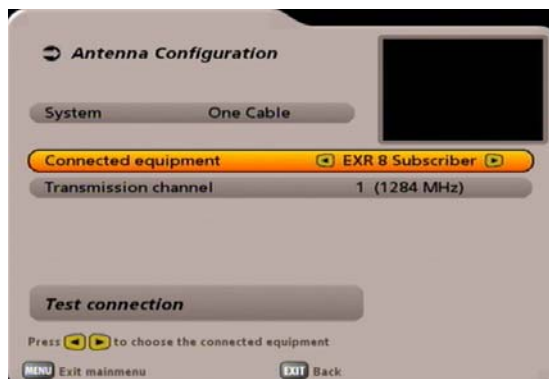 Antenna Configuration
System One Cable
Connected equipment EXR 8 Subscriber
Transmission channel 1 (1284 MHz)
Test connection
Press to choose the connected equipment
MENU Exit mainmenu EXIT Back